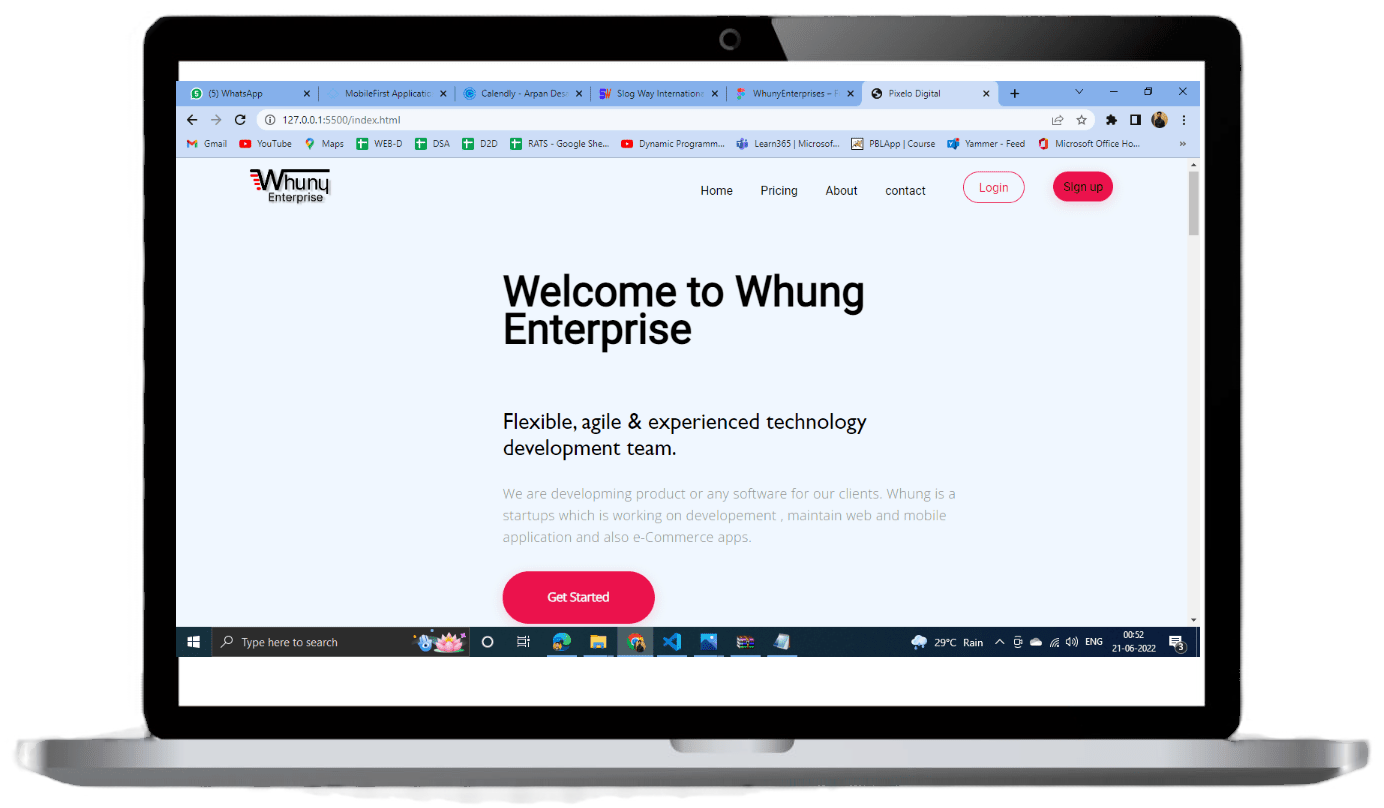 (5) WhatsApp
MobileFirst Applicatio
Calendly - Arpan Des
Slog Way Internationa
WhunyEnterprises – F
Pixelo Digital
127.0.0.1:5500/index.html
Gmail YouTube Maps WEB-D DSA D2D RATS - Google She... Dynamic Programm... Learn365 | Microsof... PBLApp | Course Yammer - Feed Microsoft Office Ho... »
Whuny
Enterprise
Home Pricing About contact Login Sign up
Welcome to Whung
Enterprise
Flexible, agile & experienced technology
development team.
We are developming product or any software for our clients. Whung is a
startups which is working on developement , maintain web and mobile
application and also e-Commerce apps.
Get Started
Type here to search
29°C Rain
ENG
00:52
21-06-2022
3